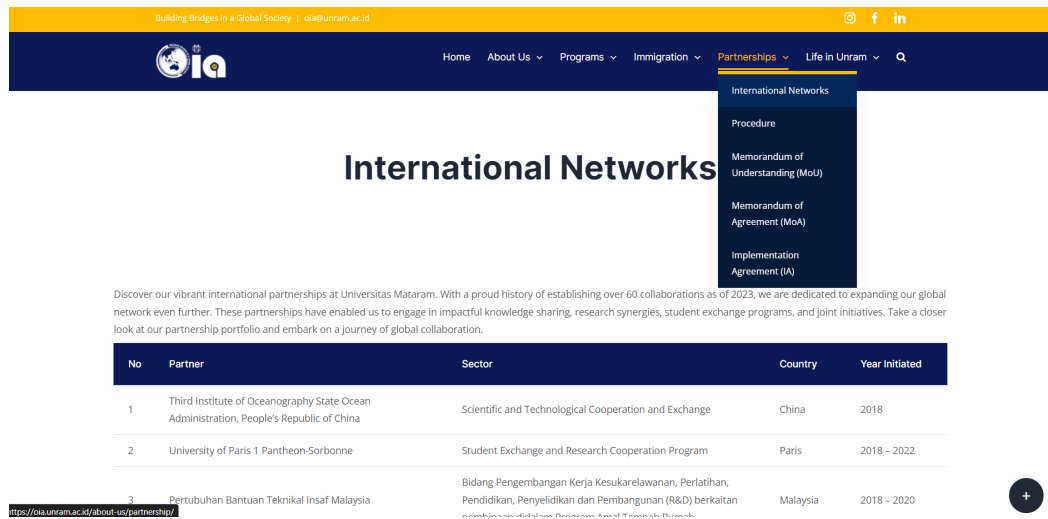 Building Bridges in a Global Society | oia@unram.ac.id
oia
Home About Us Programs Immigration Partnerships Life in Unram
International Networks
Procedure
Memorandum of
Understanding (MoU)
Memorandum of
Agreement (MoA)
Implementation
Agreement (IA)
International Networks
Discover our vibrant international partnerships at Universitas Mataram. With a proud history of establishing over 60 collaborations as of 2023, we are dedicated to expanding our global
network even further. These partnerships have enabled us to engage in impactful knowledge sharing, research synergies, student exchange programs, and joint initiatives. Take a closer
look at our partnership portfolio and embark on a journey of global collaboration.
No Partner Sector Country Year Initiated
1 Third Institute of Oceanography State Ocean
Administration, People’s Republic of China Scientific and Technological Cooperation and Exchange China 2018
2 University of Paris 1 Pantheon-Sorbonne Student Exchange and Research Cooperation Program Paris 2018 – 2022
Bidang Pengembangan Kerja Kesukarelawanan, Perlatihan,
3 Pertubuhan Bantuan Teknikal Insaf Malaysia Pendidikan, Penyelidikan dan Pembangunan (R&D) berkaitan Malaysia 2018 – 2020
pembinaan didalam Program Amal Tampah Rumah
https://oia.unram.ac.id/about-us/partnership/